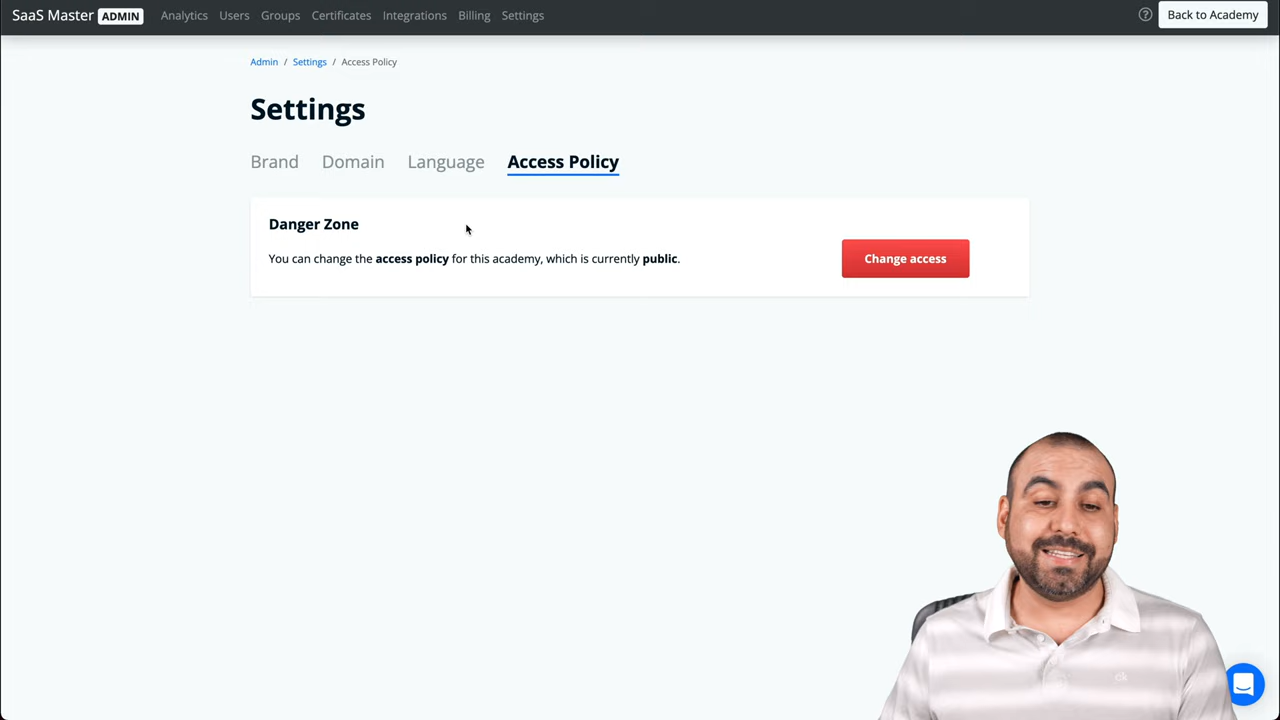 SaaS Master ADMIN Analytics Users Groups Certificates Integrations Billing Settings Back to Academy
Admin / Settings / Access Policy
Settings
Brand Domain Language Access Policy
Danger Zone
You can change the access policy for this academy, which is currently public.
Change access
ck